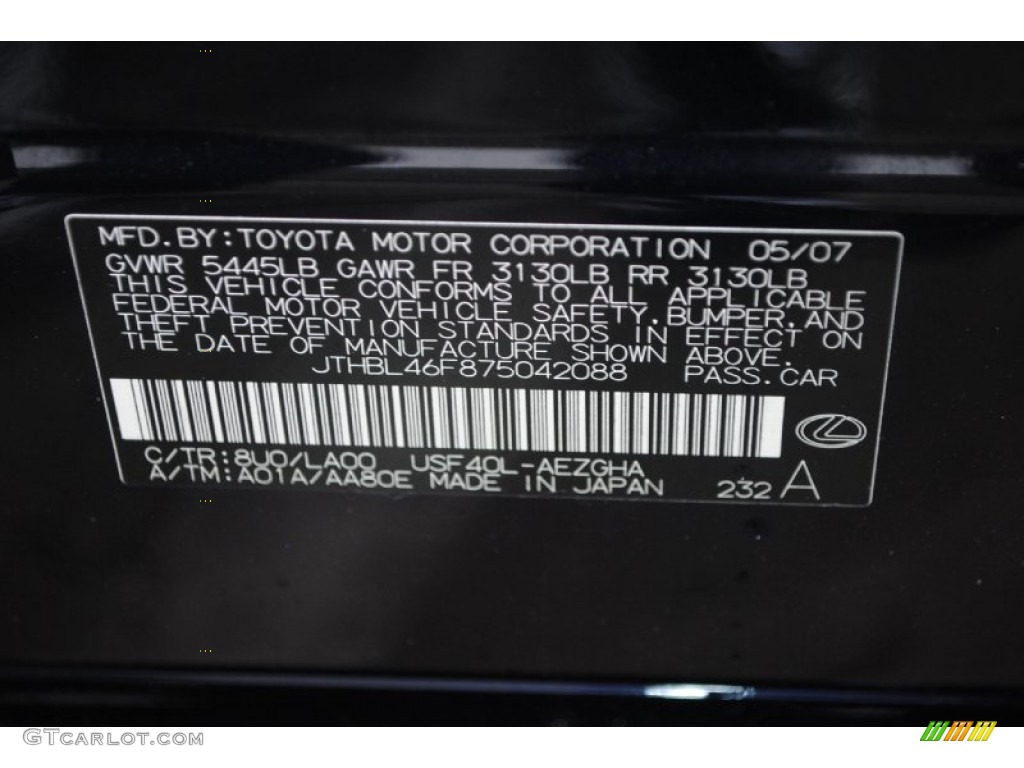 MFD.BY:TOYOTA MOTOR CORPORATION 05/07
GVWR 5445LB GAWR FR 3130LB RR 3130LB
THIS VEHICLE CONFORMS TO ALL APPLICABLE
FEDERAL MOTOR VEHICLE SAFETY,BUMPER,AND
THEFT PREVENTION STANDARDS IN EFFECT ON
THE DATE OF MANUFACTURE SHOWN ABOVE.
JTHBL46F875042088 PASS.CAR
C/TR:8U0/LA00 USF40L-AEZGHA
A/TM:A01A/AA80E MADE IN JAPAN 232 A
GTCarLot.com